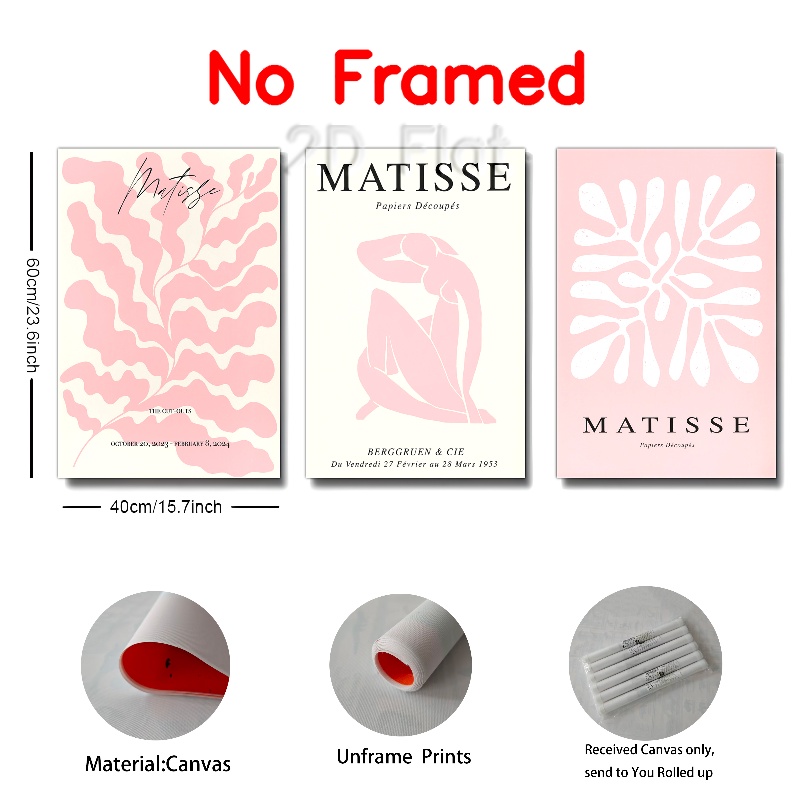 No Framed
2D Flat
Matisse
THE CUT-OUTS
OCTOBER 20, 2023 - FEBRUARY 8, 2024
MATISSE
Papiers Découpés
BERGGRUEN & CIE
Du Vendredi 27 Février au 28 Mars 1953
MATISSE
Papiers Découpés
60cm/23.6inch
40cm/15.7inch
Material:Canvas
Unframe Prints
Received Canvas only,
send to You Rolled up